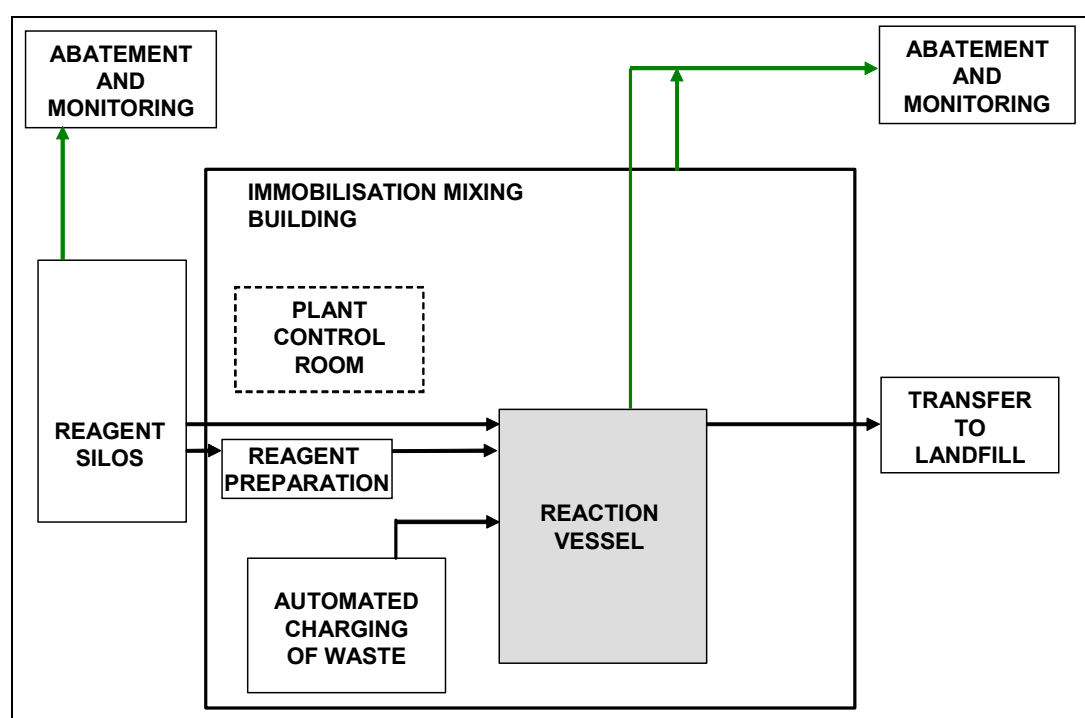 ABATEMENT
AND
MONITORING
ABATEMENT
AND
MONITORING
IMMOBILISATION MIXING
BUILDING
PLANT
CONTROL
ROOM
REAGENT
SILOS
REAGENT
PREPARATION
TRANSFER
TO
LANDFILL
REACTION
VESSEL
AUTOMATED
CHARGING
OF WASTE